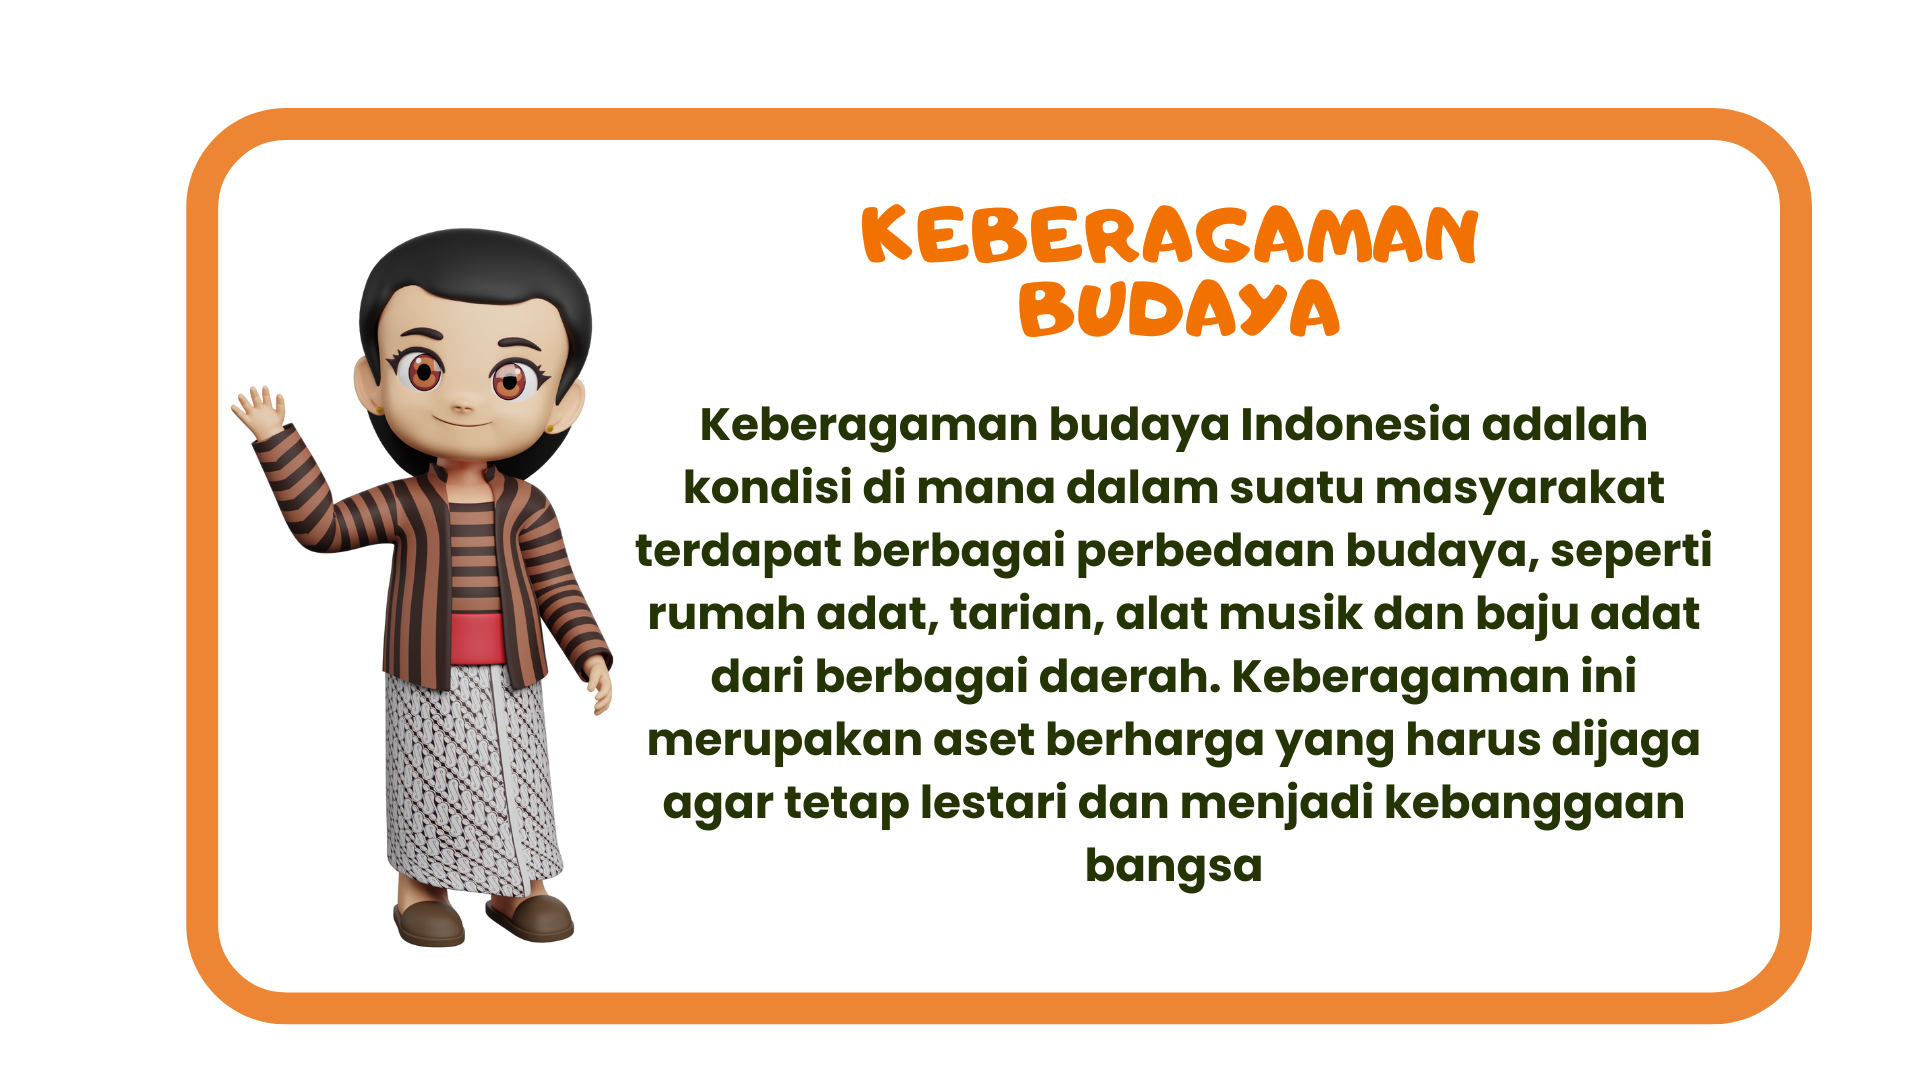 KEBERAGAMAN
BUDAYA
Keberagaman budaya Indonesia adalah
kondisi di mana dalam suatu masyarakat
terdapat berbagai perbedaan budaya, seperti
rumah adat, tarian, alat musik dan baju adat
dari berbagai daerah. Keberagaman ini
merupakan aset berharga yang harus dijaga
agar tetap lestari dan menjadi kebanggaan
bangsa